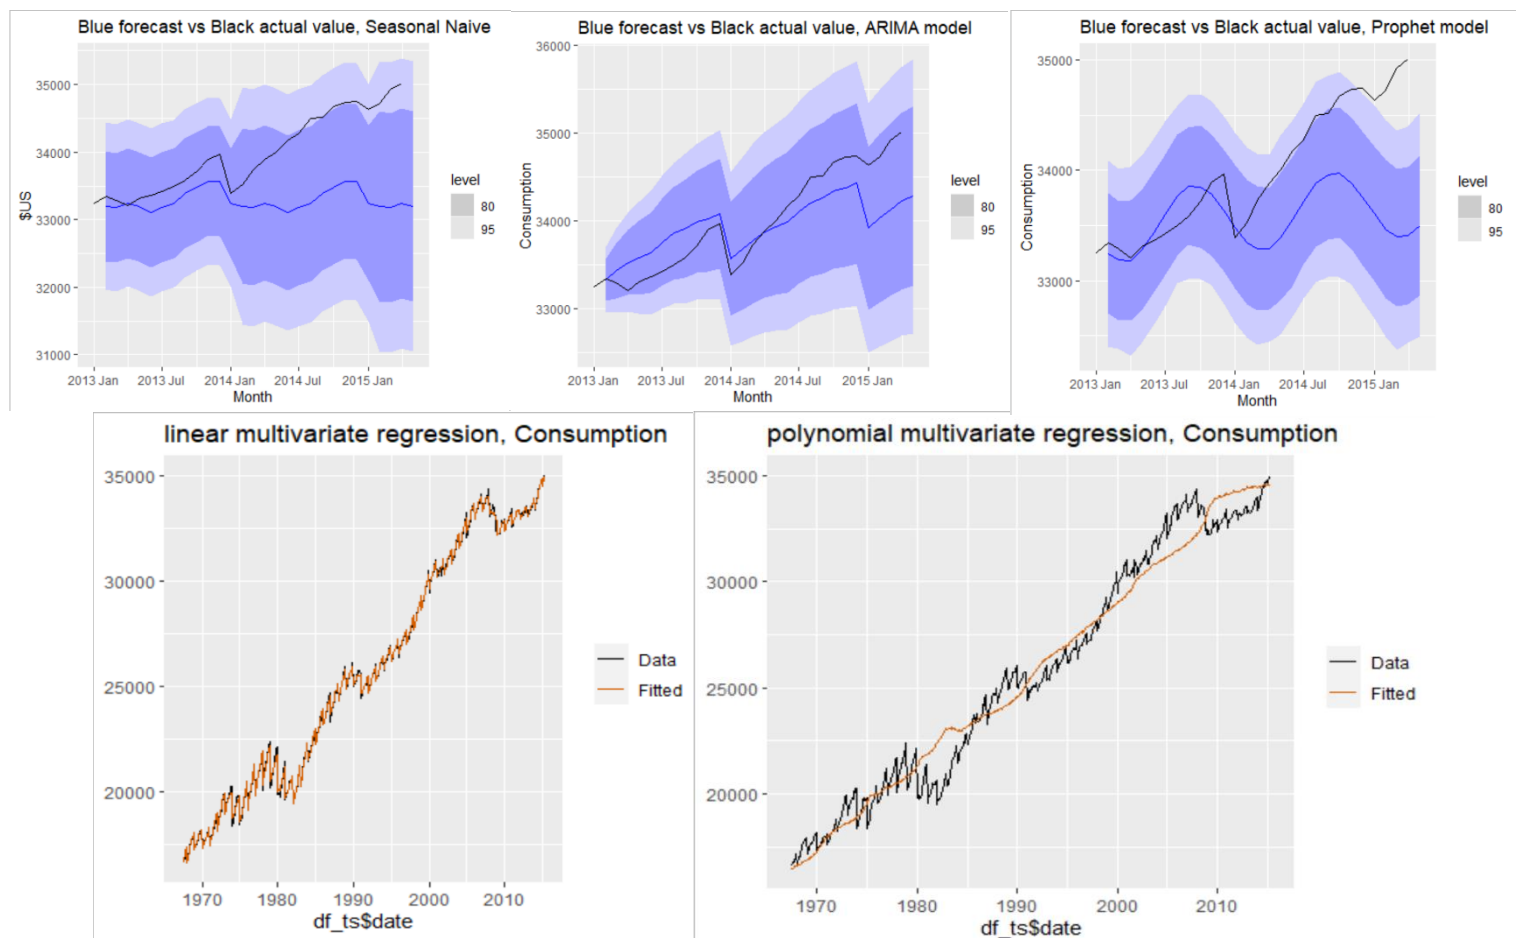 Blue forecast vs Black actual value, Seasonal Naive
$US
35000
34000
33000
32000
31000
2013 Jan 2013 Jul 2014 Jan 2014 Jul 2015 Jan
Month
level
80
95
Blue forecast vs Black actual value, ARIMA model
Consumption
36000
35000
34000
33000
2013 Jan 2013 Jul 2014 Jan 2014 Jul 2015 Jan
Month
level
80
95
Blue forecast vs Black actual value, Prophet model
Consumption
35000
34000
33000
2013 Jan 2013 Jul 2014 Jan 2014 Jul 2015 Jan
Month
level
80
95
linear multivariate regression, Consumption
35000
30000
25000
20000
1970 1980 1990 2000 2010
df_ts$date
Data
Fitted
polynomial multivariate regression, Consumption
35000
30000
25000
20000
1970 1980 1990 2000 2010
df_ts$date
Data
Fitted